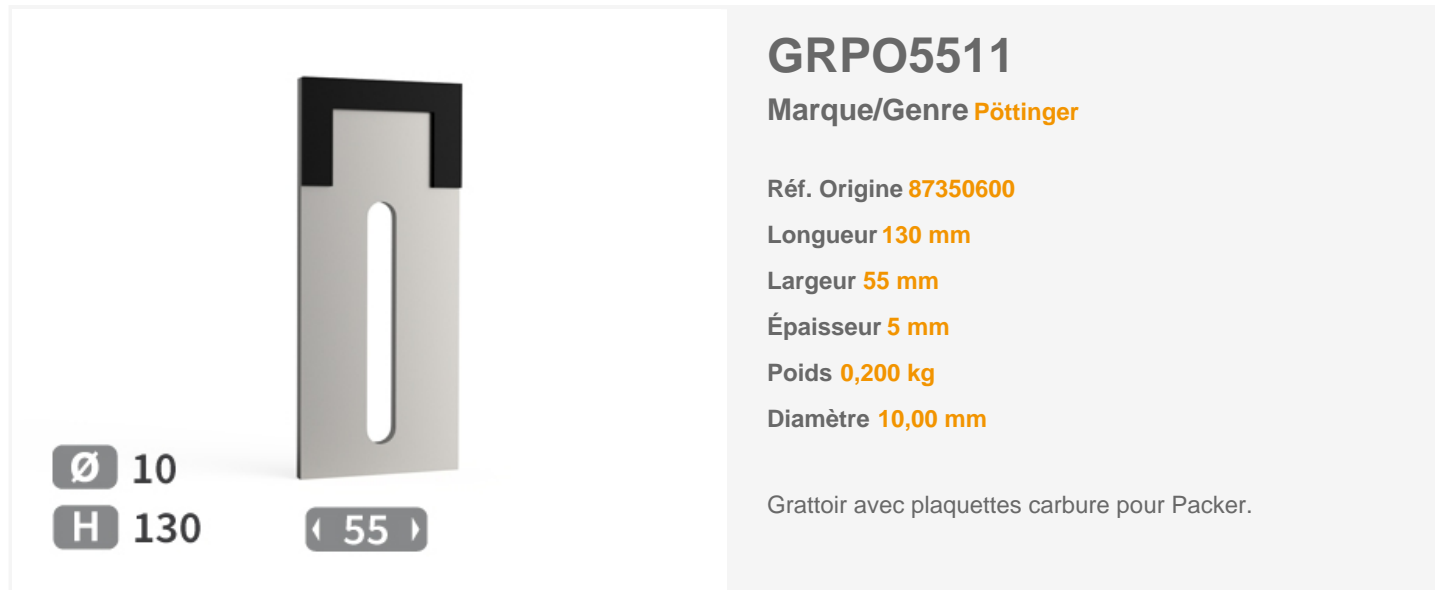 GRPO5511
Marque/Genre Pöttinger
Réf. Origine 87350600
Longueur 130 mm
Largeur 55 mm
Épaisseur 5 mm
Poids 0,200 kg
Diamètre 10,00 mm
Grattoir avec plaquettes carbure pour Packer.
Ø 10
H 130
55